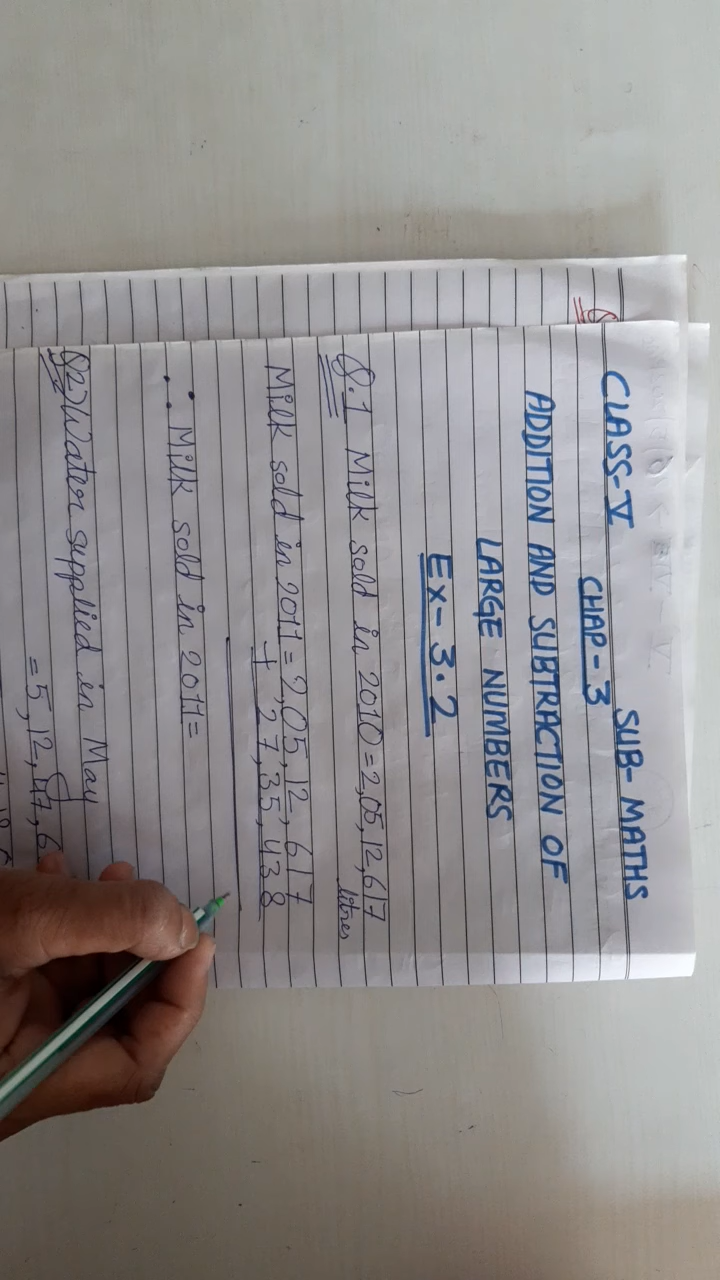 CLASS-V SUB-MATHS
CHAP-3
ADDITION AND SUBTRACTION OF
LARGE NUMBERS
Ex-3.2
Q.1 Milk sold in 2010=2,05,12,617
litres
Milk sold in 2011=2,05,12,617
+ 27,35,438
∴ Milk sold in 2011=
Q2) Water supplied in May
=5,12,47,6